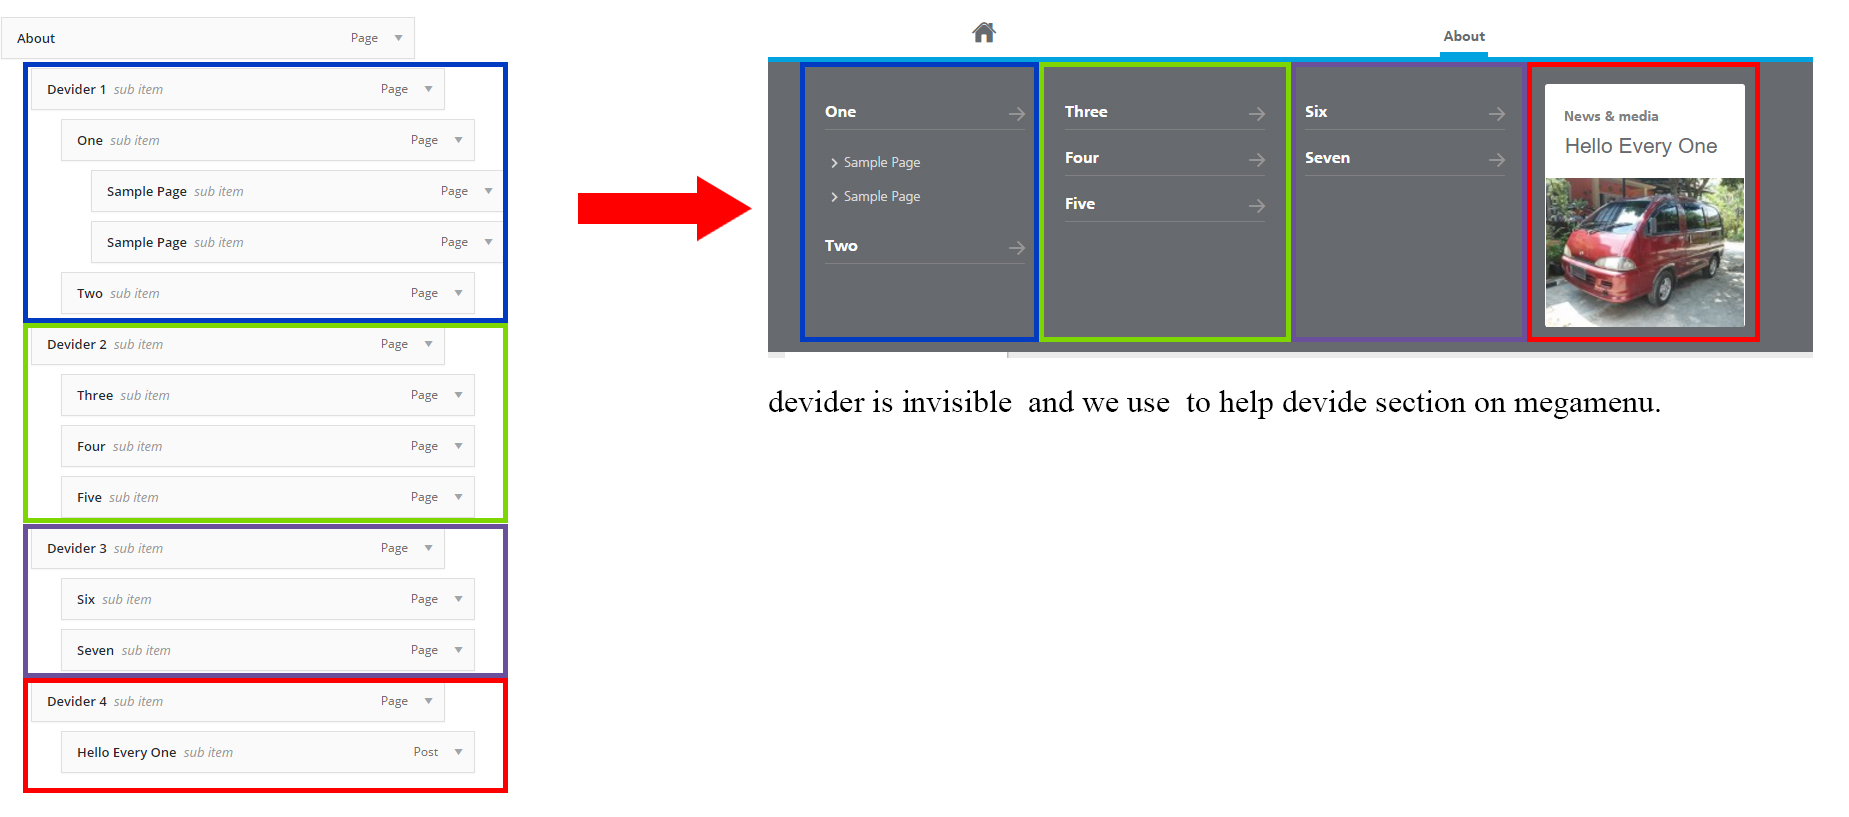 About Page
Devider 1 sub item Page
One sub item Page
Sample Page sub item Page
Sample Page sub item Page
Two sub item Page
Devider 2 sub item Page
Three sub item Page
Four sub item Page
Five sub item Page
Devider 3 sub item Page
Six sub item Page
Seven sub item Page
Devider 4 sub item Page
Hello Every One sub item Post
About
One
Sample Page
Sample Page
Two
Three
Four
Five
Six
Seven
News & media
Hello Every One
devider is invisible and we use to help devide section on megamenu.